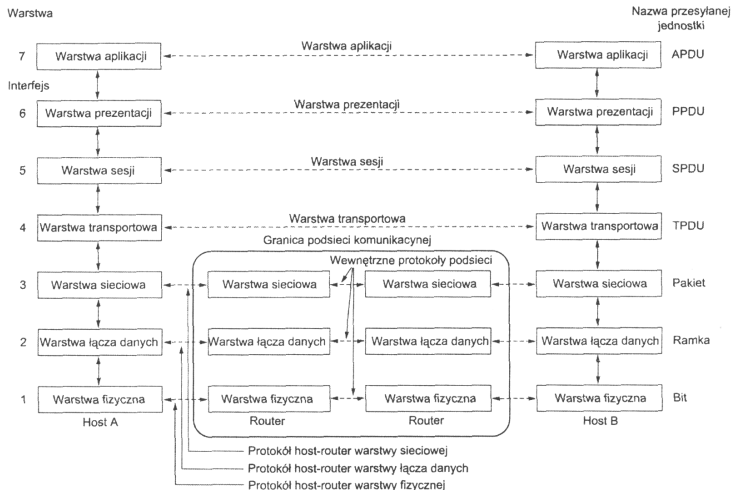 Warstwa
Nazwa przesyłanej
jednostki
7
Warstwa aplikacji
Warstwa aplikacji
Warstwa aplikacji
APDU
Interfejs
6
Warstwa prezentacji
Warstwa prezentacji
Warstwa prezentacji
PPDU
5
Warstwa sesji
Warstwa sesji
Warstwa sesji
SPDU
4
Warstwa transportowa
Warstwa transportowa
Warstwa transportowa
TPDU
Granica podsieci komunikacynej
Wewnętrzne protokoły podsieci
3
Warstwa sieciowa
Warstwa sieciowa
Warstwa sieciowa
Warstwa sieciowa
Pakiet
2
Warstwa łącza danych
Warstwa łącza danych
Warstwa łącza danych
Warstwa łącza danych
Ramka
1
Warstwa fizyczna
Warstwa fizyczna
Warstwa fizyczna
Warstwa fizyczna
Bit
Host A
Router
Router
Host B
Protokół host-router warstwy sieciowej
Protokół host-router warstwy łącza danych
Protokół host-router warstwy fizycznej